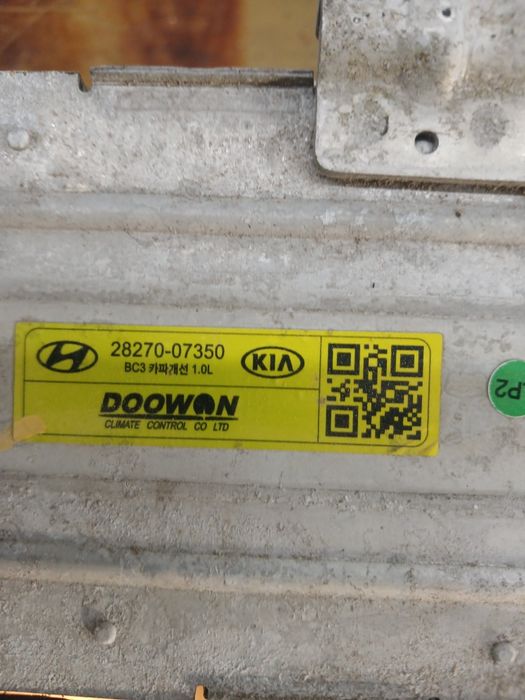 28270-07350
BC3 카파개선 1.0L
KIA
DOOWON
CLIMATE CONTROL CO LTD
P2